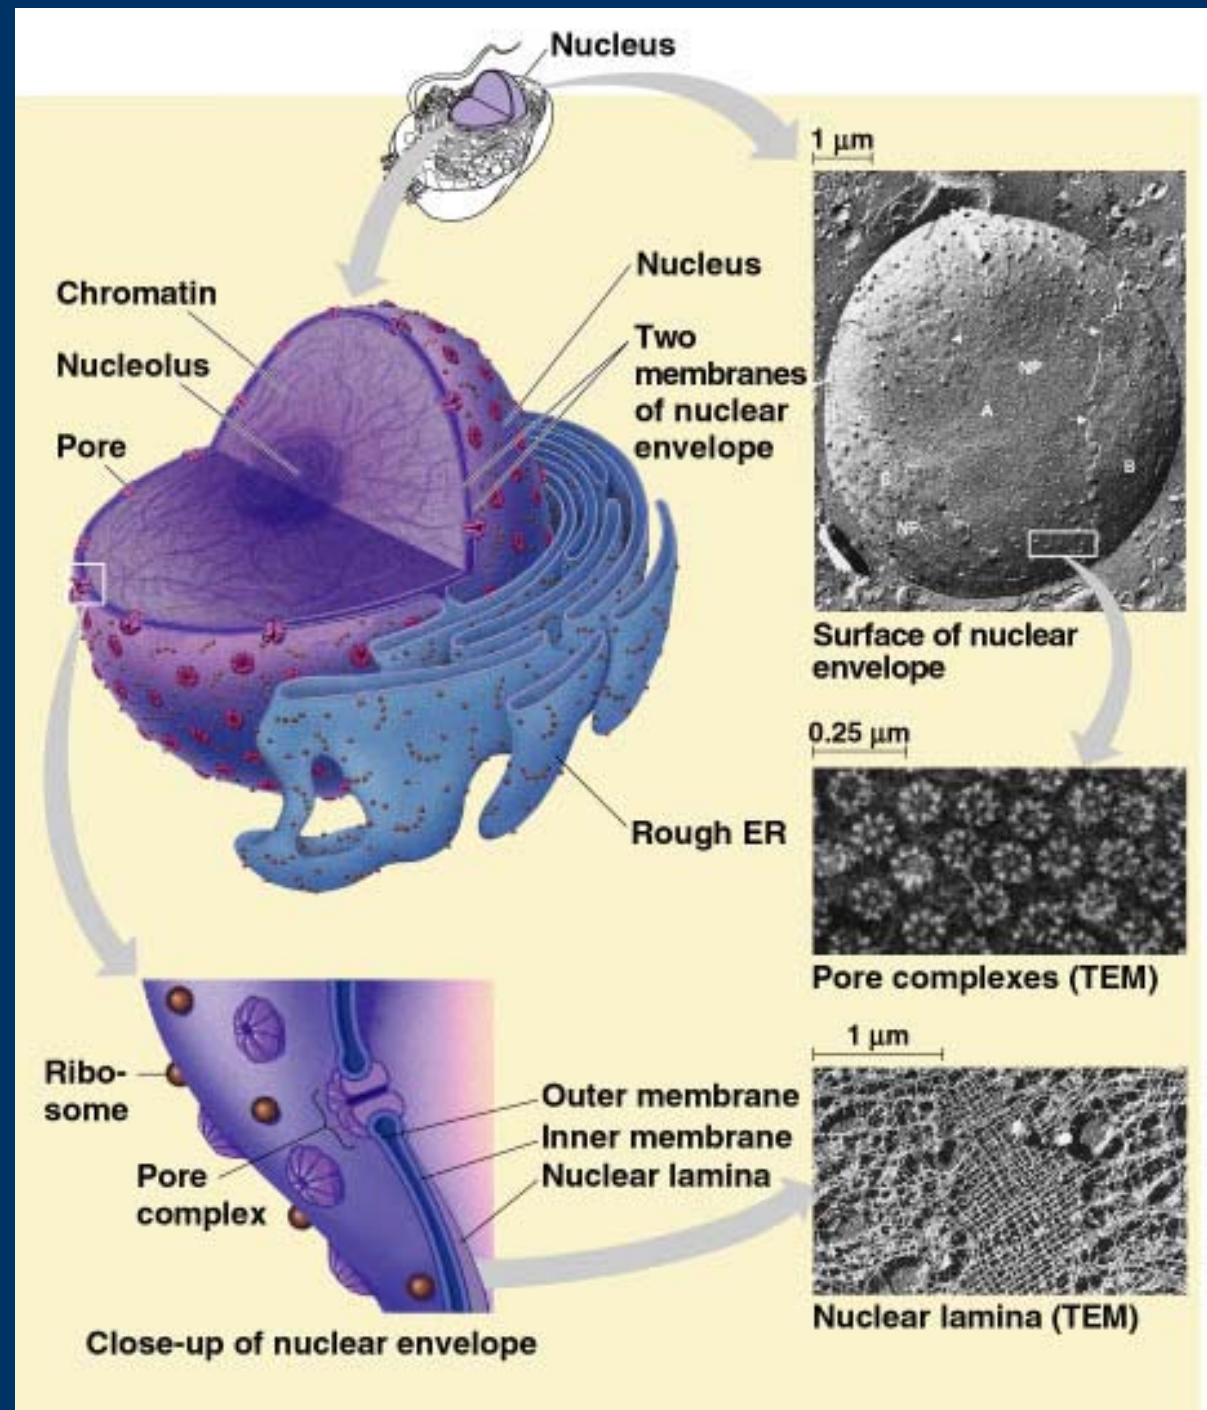 Nucleus
1 μm
Chromatin
Nucleolus
Pore
Nucleus
Two
membranes
of nuclear
envelope
NP
A
B
B
NP
Surface of nuclear
envelope
0.25 μm
Rough ER
Pore complexes (TEM)
1 μm
Ribo-
some
Pore
complex
Outer membrane
Inner membrane
Nuclear lamina
Nuclear lamina (TEM)
Close-up of nuclear envelope